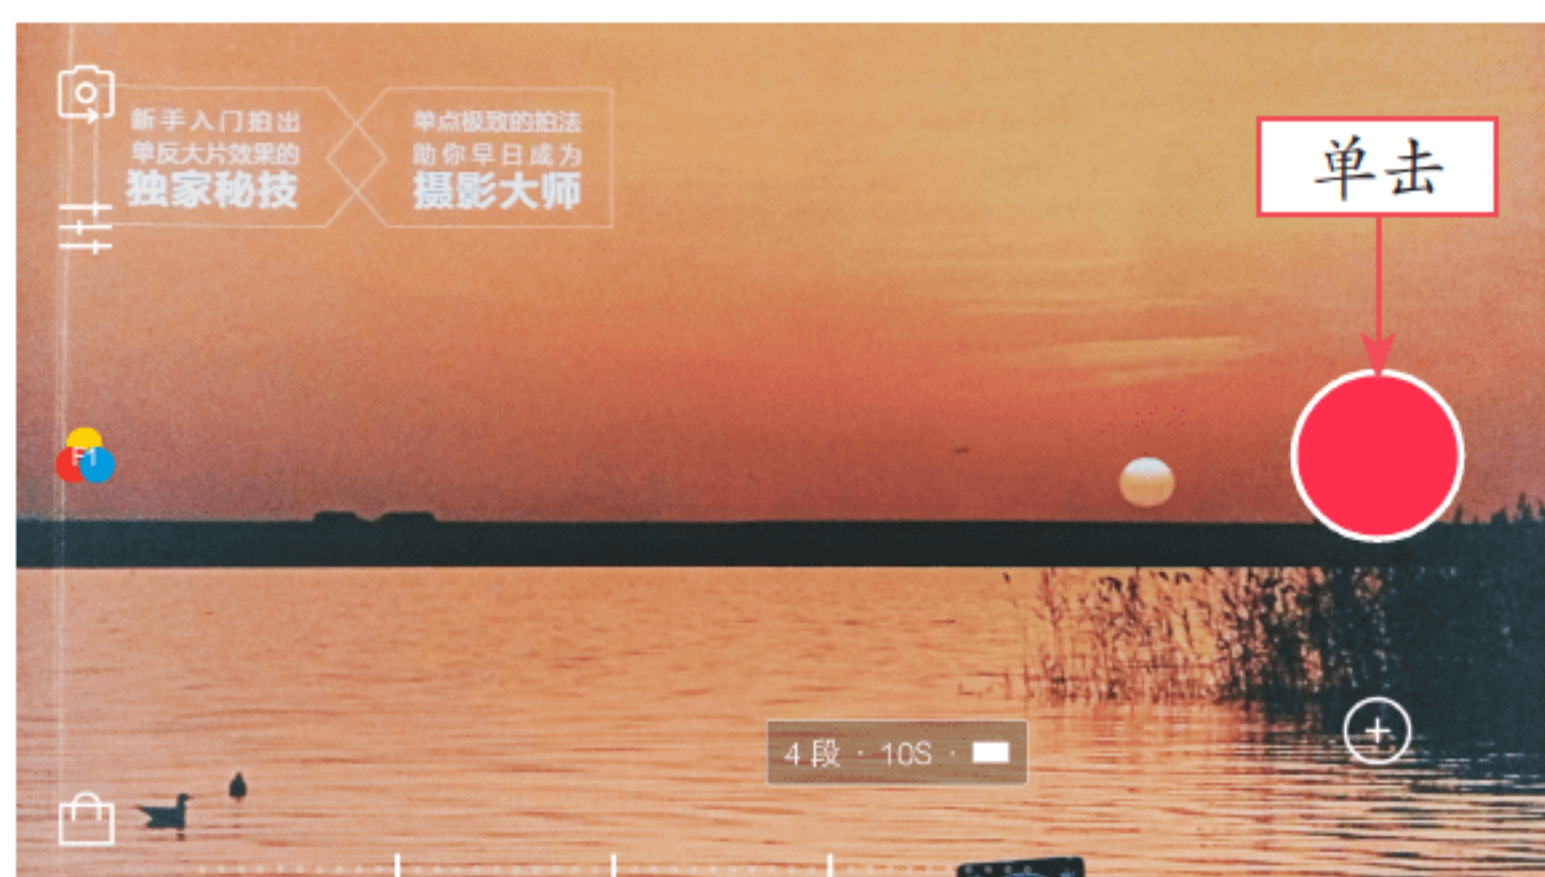 新手入门拍出
单反大片效果的
独家秘技
单点极致的拍法
助你早日成为
摄影大师
单击
F1
4 段 · 10S ·